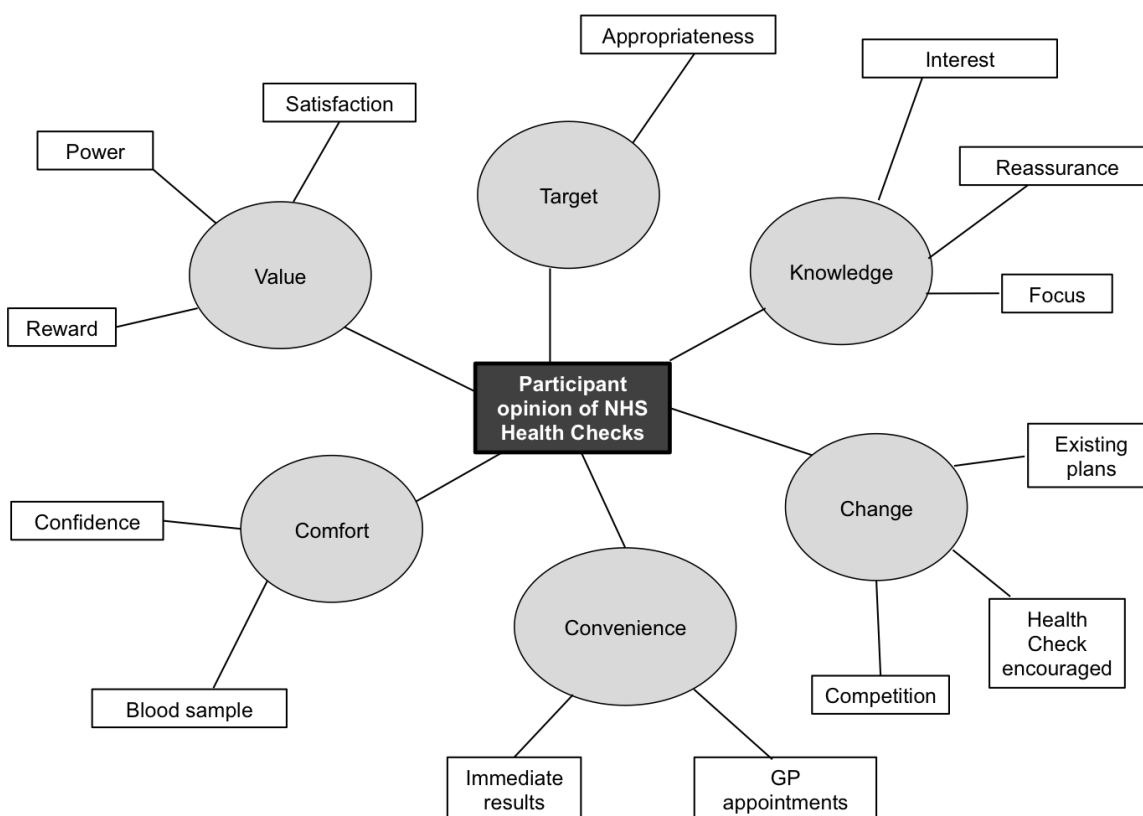 Appropriateness
Interest
Satisfaction
Power
Reassurance
Target
Knowledge
Value
Focus
Reward
Participant
opinion of NHS
Health Checks
Existing
plans
Confidence
Comfort
Change
Convenience
Health
Check
encouraged
Competition
Blood sample
Immediate
results
GP
appointments